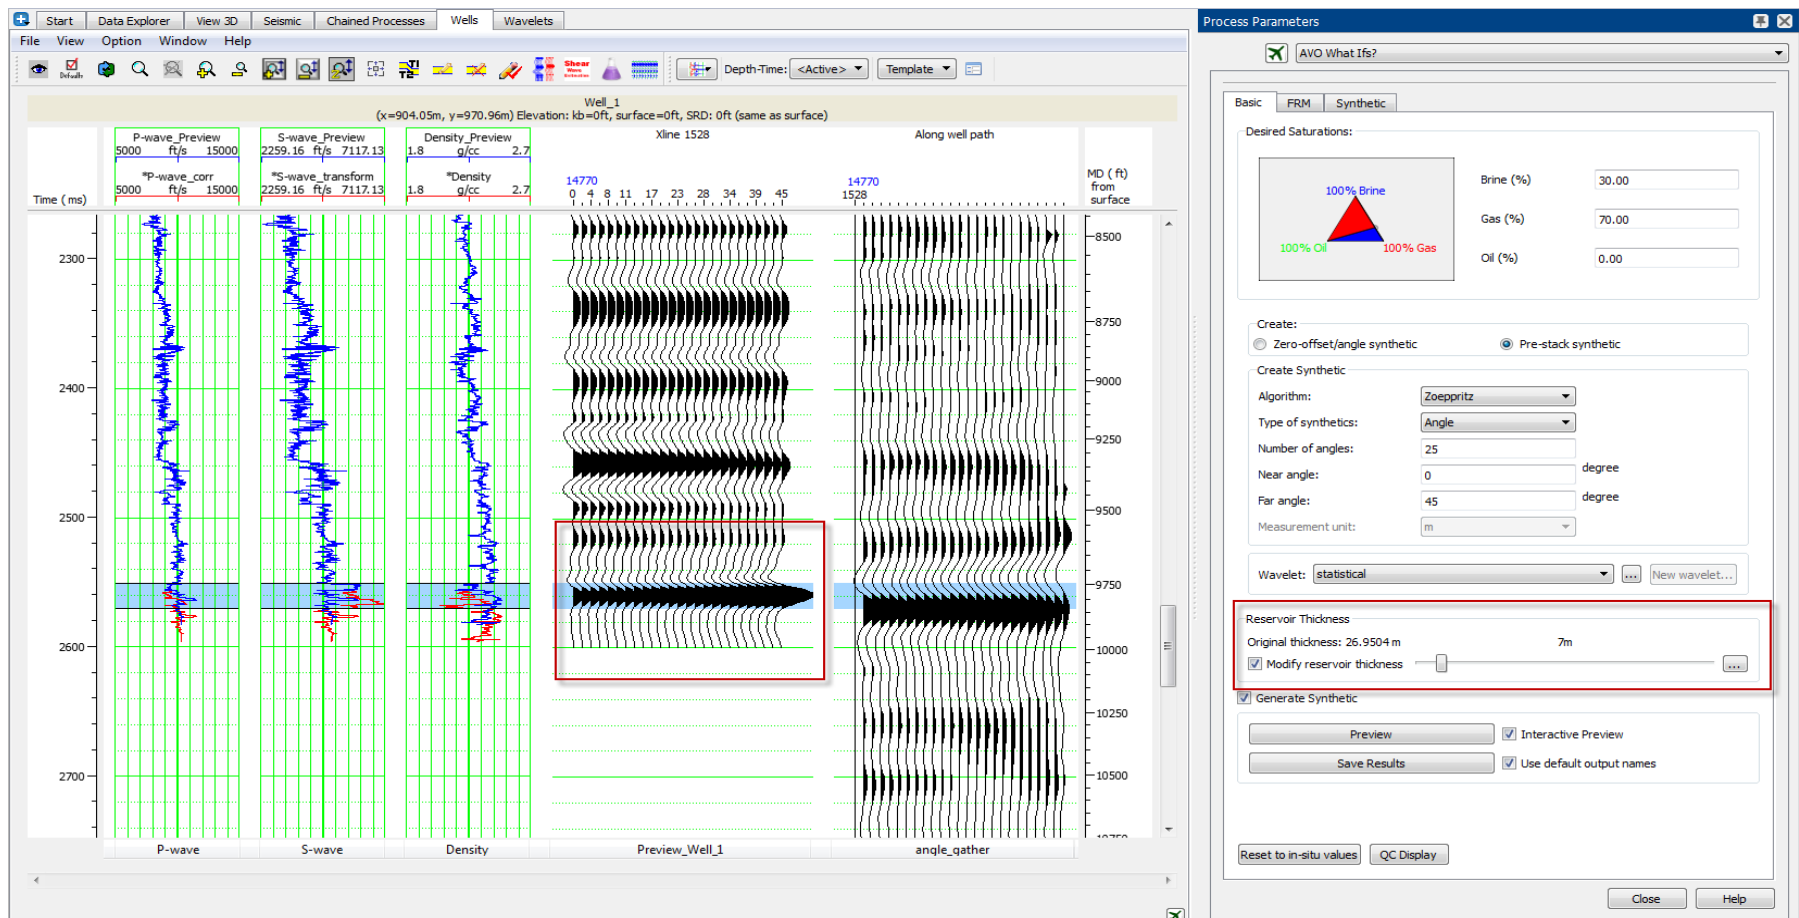 Start Data Explorer View 3D Seismic Chained Processes Wells Wavelets
File View Option Window Help
Defaults T1 T2 Shear Wave Depth-Time: <Active> Template
Well_1
(x=904.05m, y=970.96m) Elevation: kb=0ft, surface=0ft, SRD: 0ft (same as surface)
P-wave_Preview S-wave_Preview Density_Preview Xline 1528 Along well path
5000 ft/s 15000 2259.16 ft/s 7117.13 1.8 g/cc 2.7
*P-wave_corr *S-wave_transform *Density
5000 ft/s 15000 2259.16 ft/s 7117.13 1.8 g/cc 2.7
14770 14770
0 4 8 11 17 23 28 34 39 45 1528
Time (ms)
MD (ft)
from
surface
2300
2400
2500
2600
2700
8500
8750
9000
9250
9500
9750
10000
10250
10500
10750
P-wave S-wave Density Preview_Well_1 angle_gather
Process Parameters
AVO What Ifs?
Basic FRM Synthetic
Desired Saturations:
100% Brine
100% Oil 100% Gas
Brine (%) 30.00
Gas (%) 70.00
Oil (%) 0.00
Create:
Zero-offset/angle synthetic Pre-stack synthetic
Create Synthetic
Algorithm: Zoeppritz
Type of synthetics: Angle
Number of angles: 25
Near angle: 0 degree
Far angle: 45 degree
Measurement unit: m
Wavelet: statistical ... New wavelet...
Reservoir Thickness
Original thickness: 26.9504 m 7m
Modify reservoir thickness ...
Generate Synthetic
Preview Interactive Preview
Save Results Use default output names
Reset to in-situ values QC Display
Close Help